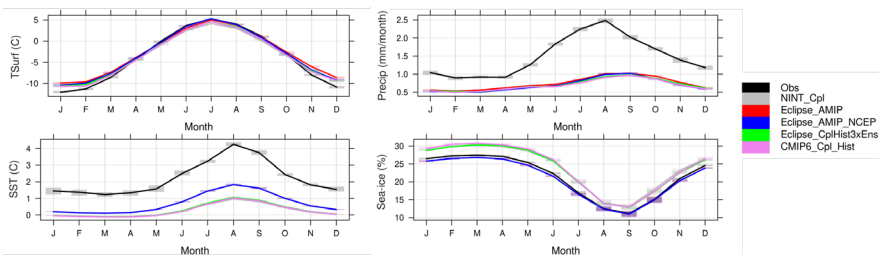 TSurf (C)
5
0
-5
-10
J F M A M J J A S O N D
Month
Precip (mm/month)
2.5
2.0
1.5
1.0
0.5
J F M A M J J A S O N D
Month
SST (C)
4
3
2
1
0
J F M A M J J A S O N D
Month
Sea-ice (%)
30
25
20
15
10
J F M A M J J A S O N D
Month
Obs
NINT_Cpl
Eclipse_AMIP
Eclipse_AMIP_NCEP
Eclipse_CplHist3xEns
CMIP6_Cpl_Hist